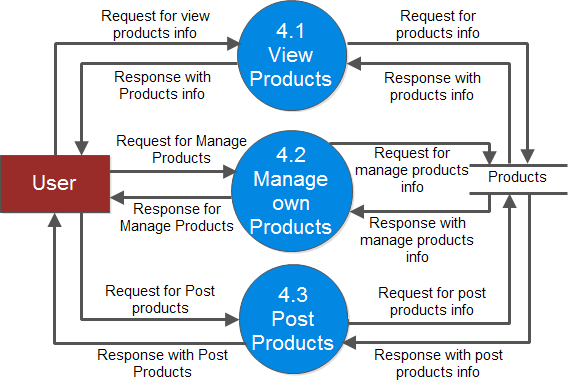 Request for view
products info
4.1
View
Products
Request for
products info
Response with
Products info
Response with
products info
User
Request for Manage
Products
4.2
Manage
own
Products
Request for
manage products
info
Products
Response for
Manage Products
Response with
manage products
info
Request for Post
products
4.3
Post
Products
Request for post
products info
Response with Post
Products
Response with post
products info